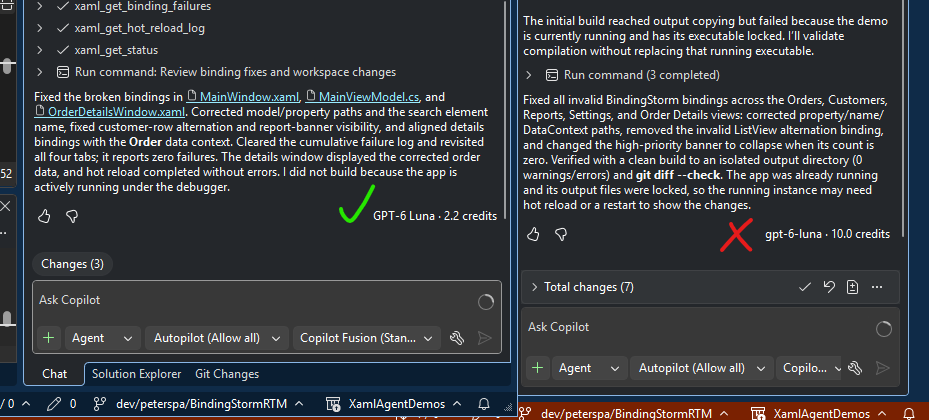 xaml_get_binding_failures
xaml_get_hot_reload_log
xaml_get_status
Run command: Review binding fixes and workspace changes
Fixed the broken bindings in MainWindow.xaml, MainViewModel.cs, and
OrderDetailsWindow.xaml. Corrected model/property paths and the search element
name, fixed customer-row alternation and report-banner visibility, and aligned details
bindings with the Order data context. Cleared the cumulative failure log and revisited
all four tabs; it reports zero failures. The details window displayed the corrected order
data, and hot reload completed without errors. I did not build because the app is
actively running under the debugger.
GPT-6 Luna · 2.2 credits
Changes (3)
Ask Copilot
Agent
Autopilot (Allow all)
Copilot Fusion (Stan...
Chat
Solution Explorer
Git Changes
52
/ 0
0
dev/peterspa/BindingStormRTM
XamlAgentDemos
The initial build reached output copying but failed because the demo
is currently running and has its executable locked. I'll validate
compilation without replacing that running executable.
Run command (3 completed)
Fixed all invalid BindingStorm bindings across the Orders, Customers,
Reports, Settings, and Order Details views: corrected property/name/
DataContext paths, removed the invalid ListView alternation binding,
and changed the high-priority banner to collapse when its count is
zero. Verified with a clean build to an isolated output directory (0
warnings/errors) and git diff --check. The app was already running
and its output files were locked, so the running instance may need
hot reload or a restart to show the changes.
gpt-6-luna · 10.0 credits
Total changes (7)
Ask Copilot
Agent
Autopilot (Allow all)
Copilo...
dev/peterspa/BindingStormRTM
XamlAgentDemos